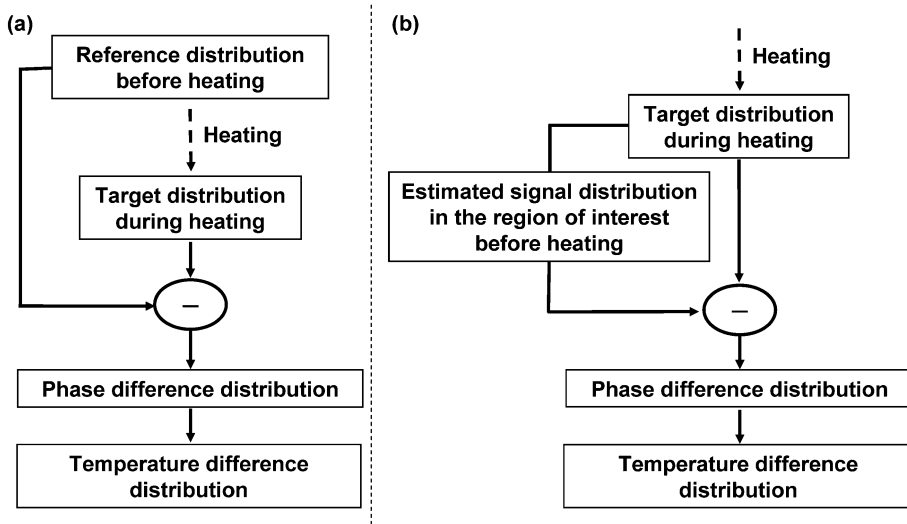 (a)
Reference distribution
before heating
Heating
Target distribution
during heating
–
Phase difference distribution
Temperature difference
distribution
(b)
Heating
Target distribution
during heating
Estimated signal distribution
in the region of interest
before heating
–
Phase difference distribution
Temperature difference
distribution